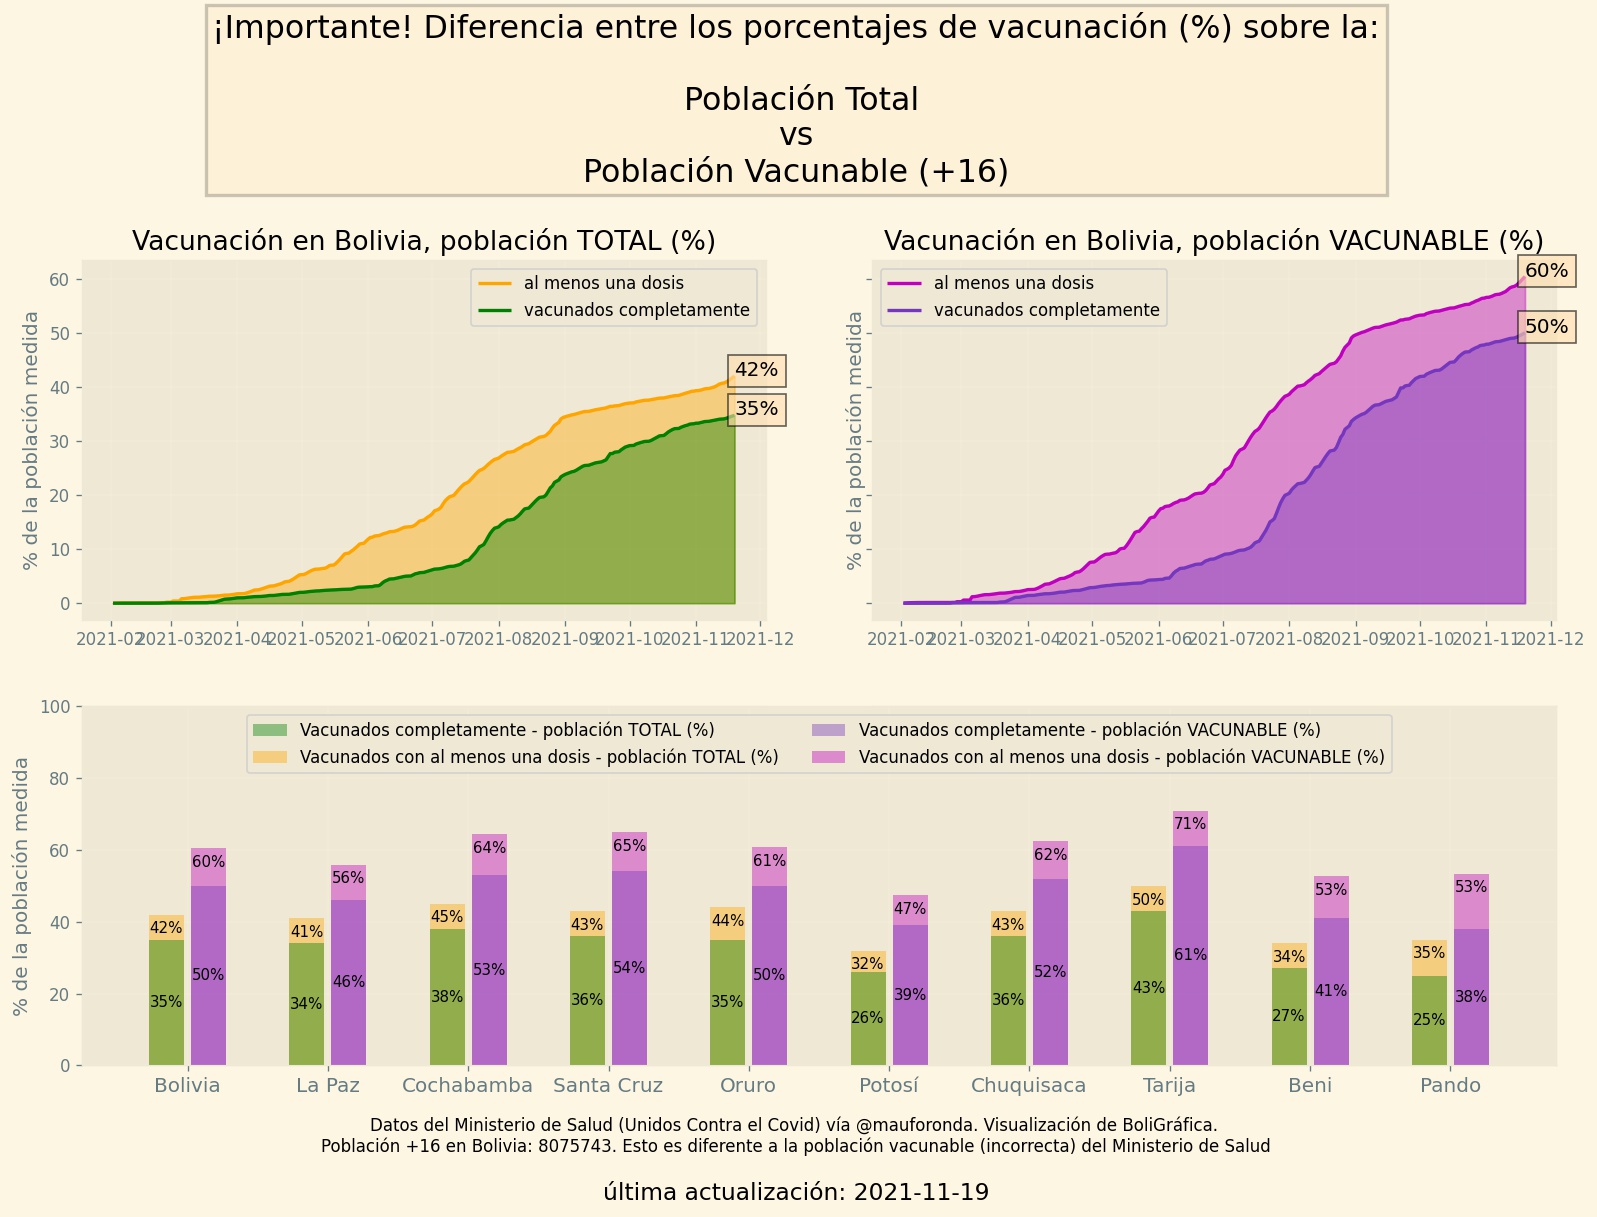 ¡Importante! Diferencia entre los porcentajes de vacunación (%) sobre la:
Población Total
vs
Población Vacunable (+16)
Vacunación en Bolivia, población TOTAL (%)
% de la población medida
60
50
40
30
20
10
0
al menos una dosis
vacunados completamente
42%
35%
2021-02
2021-03
2021-04
2021-05
2021-06
2021-07
2021-08
2021-09
2021-10
2021-11
2021-12
Vacunación en Bolivia, población VACUNABLE (%)
% de la población medida
al menos una dosis
vacunados completamente
60%
50%
2021-02
2021-03
2021-04
2021-05
2021-06
2021-07
2021-08
2021-09
2021-10
2021-11
2021-12
% de la población medida
100
80
60
40
20
0
Vacunados completamente - población TOTAL (%)
Vacunados con al menos una dosis - población TOTAL (%)
Vacunados completamente - población VACUNABLE (%)
Vacunados con al menos una dosis - población VACUNABLE (%)
42%
35%
60%
50%
41%
34%
56%
46%
45%
38%
64%
53%
43%
36%
65%
54%
44%
35%
61%
50%
32%
26%
47%
39%
43%
36%
62%
52%
50%
43%
71%
61%
34%
27%
53%
41%
35%
25%
53%
38%
Bolivia
La Paz
Cochabamba
Santa Cruz
Oruro
Potosí
Chuquisaca
Tarija
Beni
Pando
Datos del Ministerio de Salud (Unidos Contra el Covid) vía @mauforonda. Visualización de BoliGráfica.
Población +16 en Bolivia: 8075743. Esto es diferente a la población vacunable (incorrecta) del Ministerio de Salud
última actualización: 2021-11-19